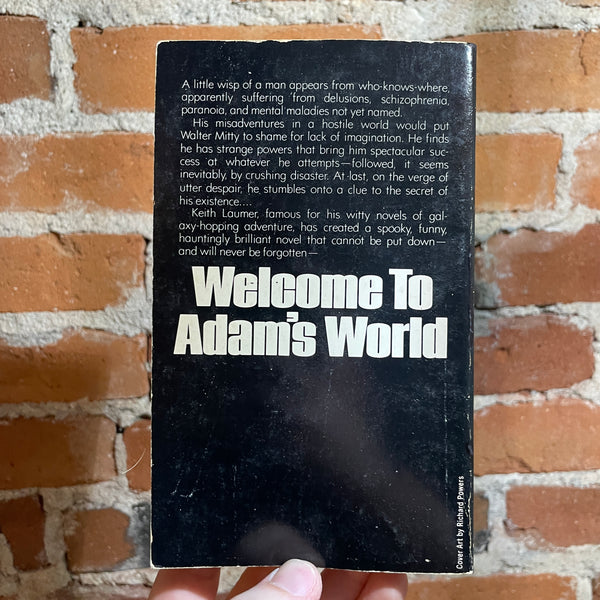 A little wisp of a man appears from who-knows-where,
apparently suffering from delusions, schizophrenia,
paranoia, and mental maladies not yet named.
His misadventures in a hostile world would put
Walter Mitty to shame for lack of imagination. He finds
he has strange powers that bring him spectacular suc-
cess at whatever he attempts—followed, it seems
inevitably, by crushing disaster. At last, on the verge of
utter despair, he stumbles onto a clue to the secret of
his existence....
Keith Laumer, famous for his witty novels of gal-
axy-hopping adventure, has created a spooky, funny,
hauntingly brilliant novel that cannot be put down—
and will never be forgotten—
Welcome To
Adam's World
Cover Art by Richard Powers